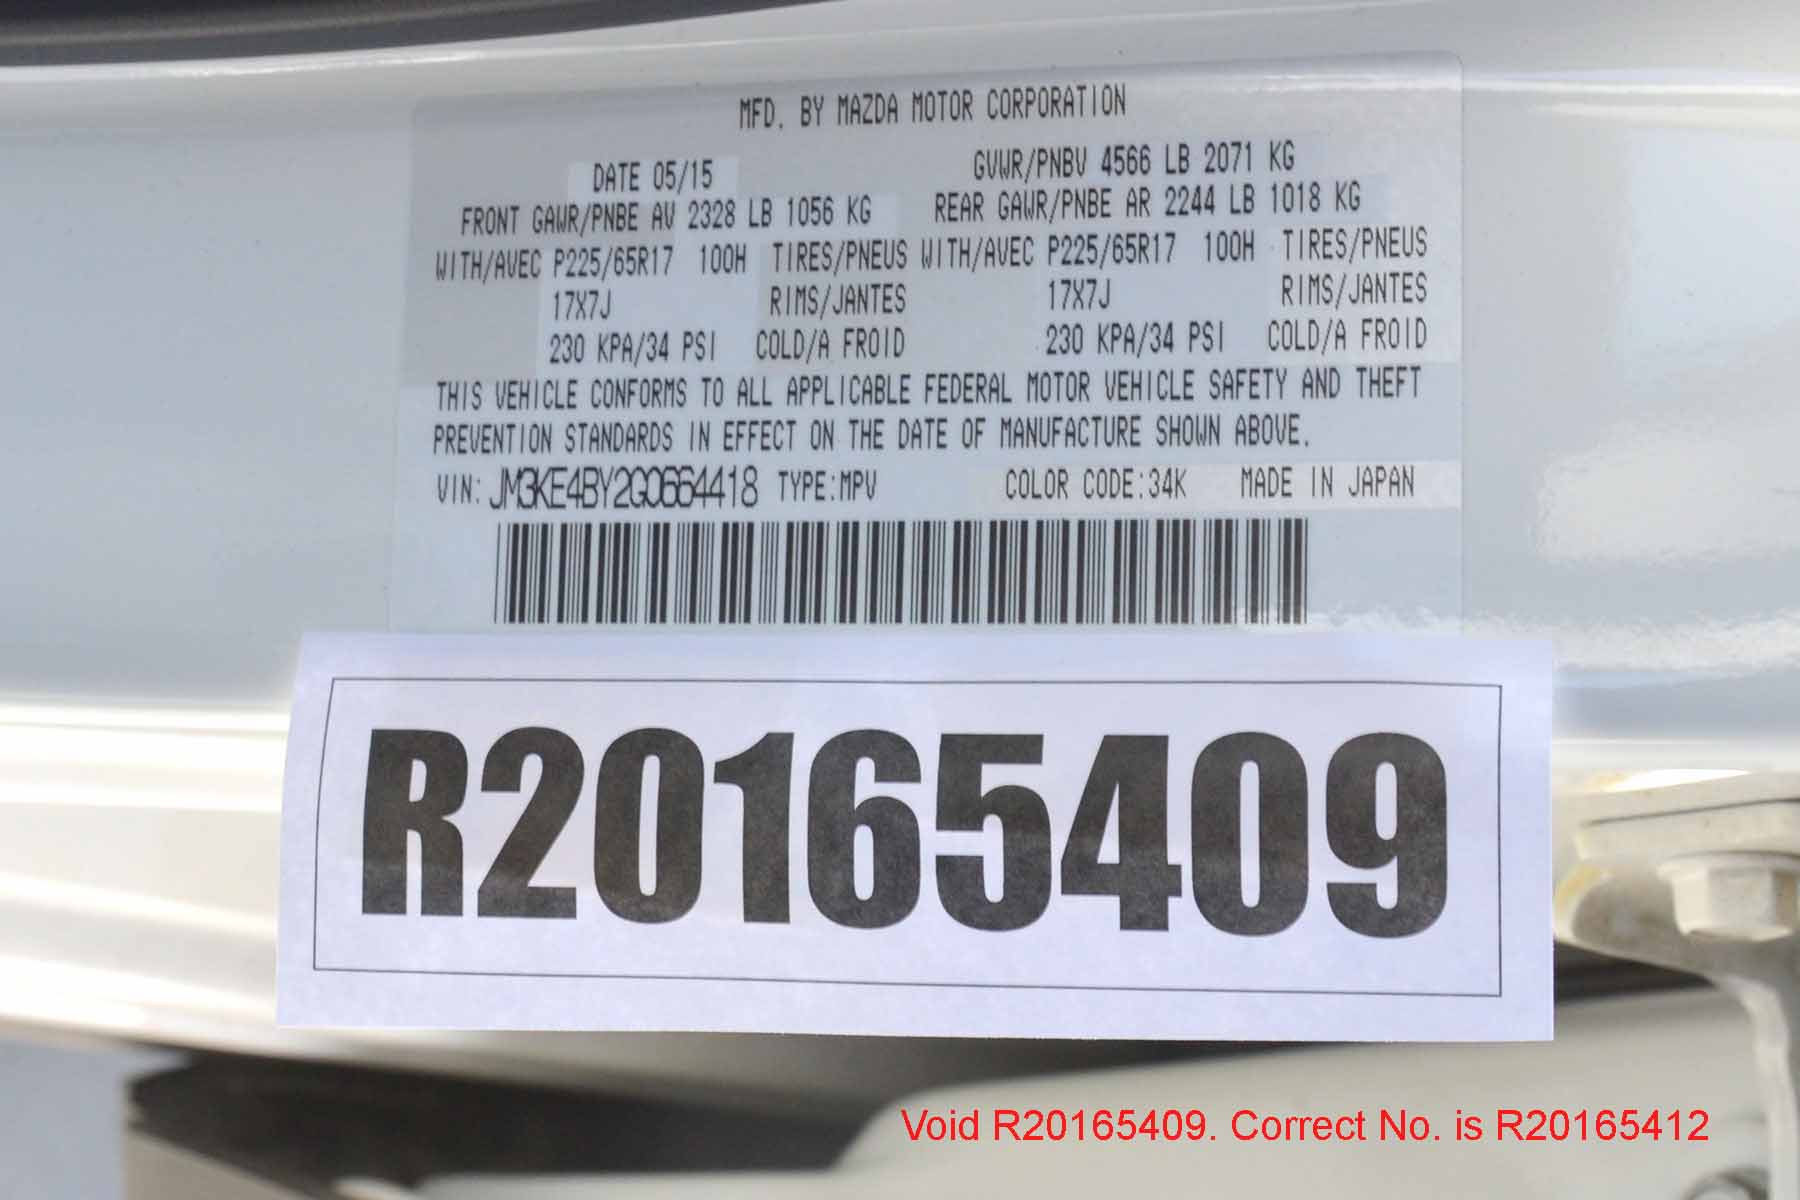 MFD. BY MAZDA MOTOR CORPORATION
DATE 05/15 GVWR/PNBV 4566 LB 2071 KG
FRONT GAWR/PNBE AV 2328 LB 1056 KG REAR GAWR/PNBE AR 2244 LB 1018 KG
WITH/AVEC P225/65R17 100H TIRES/PNEUS WITH/AVEC P225/65R17 100H TIRES/PNEUS
17X7J RIMS/JANTES 17X7J RIMS/JANTES
230 KPA/34 PSI COLD/A FROID 230 KPA/34 PSI COLD/A FROID
THIS VEHICLE CONFORMS TO ALL APPLICABLE FEDERAL MOTOR VEHICLE SAFETY AND THEFT
PREVENTION STANDARDS IN EFFECT ON THE DATE OF MANUFACTURE SHOWN ABOVE.
VIN: JM3KE4BY2G0664418 TYPE:MPV COLOR CODE:34K MADE IN JAPAN
R20165409
Void R20165409. Correct No. is R20165412